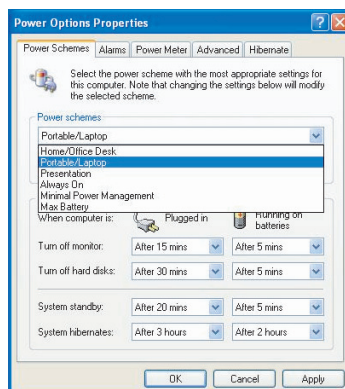 Power Options Properties
Power Schemes Alarms Power Meter Advanced Hibernate
Select the power scheme with the most appropriate settings for
this computer. Note that changing the settings below will modify
the selected scheme.
Power schemes
Portable/Laptop
Home/Office Desk
Portable/Laptop
Presentation
Always On
Minimal Power Management
Max Battery
When computer is: Plugged in Running on
batteries
Turn off monitor: After 15 mins After 5 mins
Turn off hard disks: After 30 mins After 5 mins
System standby: After 20 mins After 5 mins
System hibernates: After 3 hours After 2 hours
OK Cancel Apply